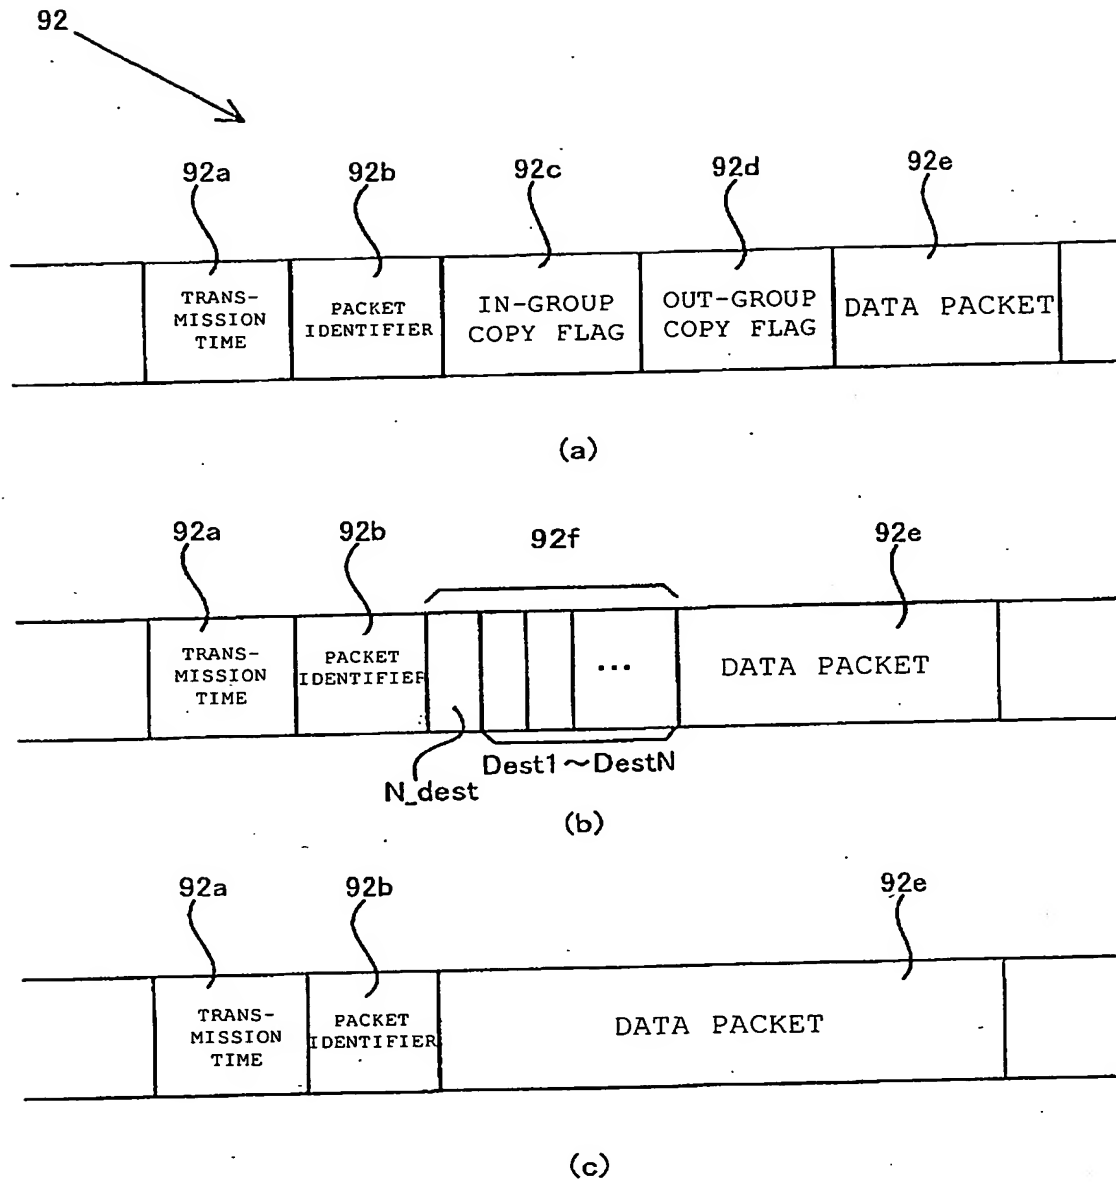 92
92a 92b 92c 92d 92e
TRANS-
MISSION
TIME
PACKET
IDENTIFIER
IN-GROUP
COPY FLAG
OUT-GROUP
COPY FLAG
DATA PACKET
(a)
92a 92b 92f 92e
TRANS-
MISSION
TIME
PACKET
IDENTIFIER
...
DATA PACKET
Dest1～DestN
N_dest
(b)
92a 92b 92e
TRANS-
MISSION
TIME
PACKET
IDENTIFIER
DATA PACKET
(c)